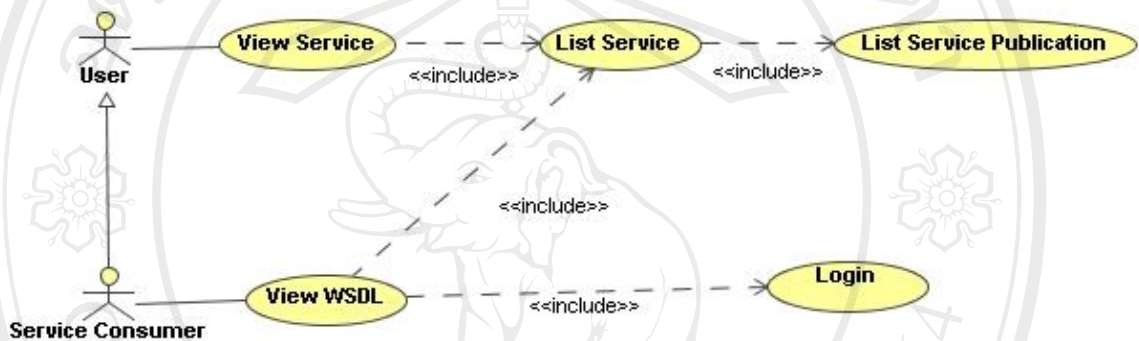 View Service
List Service
List Service Publication
<<include>>
<<include>>
User
<<include>>
View WSDL
Login
<<include>>
Service Consumer